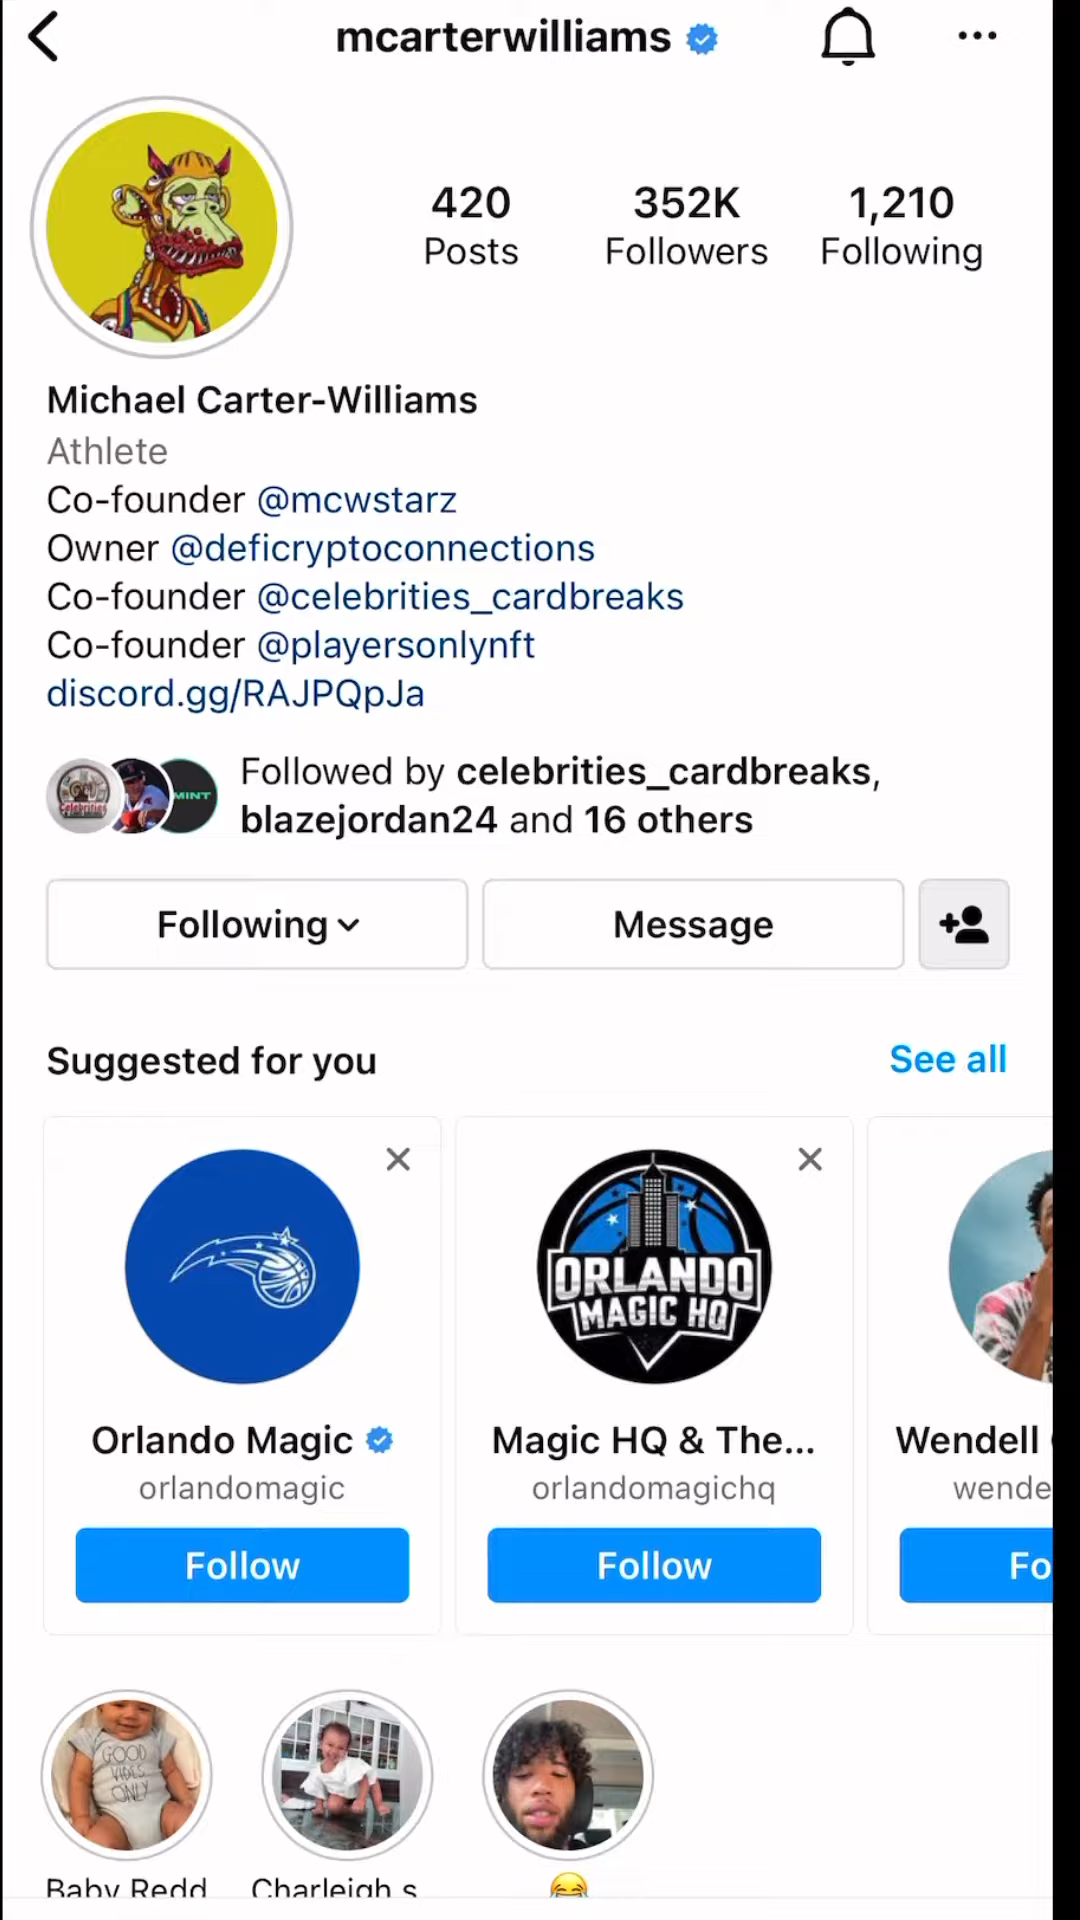 mcarterwilliams
420
352K
1,210
Posts
Followers
Following
Michael Carter-Williams
Athlete
Co-founder @mcwstarz
Owner @deficryptoconnections
Co-founder @celebrities_cardbreaks
Co-founder @playersonlynft
discord.gg/RAJPQpJa
MINT
Celebrities
Followed by celebrities_cardbreaks,
blazejordan24 and 16 others
Following
Message
Suggested for you
See all
ORLANDO
MAGIC HQ
Orlando Magic
Magic HQ & The...
Wendell
orlandomagic
orlandomagichq
wende
Follow
Follow
Fo
GOOD
VIBES
ONLY
Baby Redd
Charleigh s